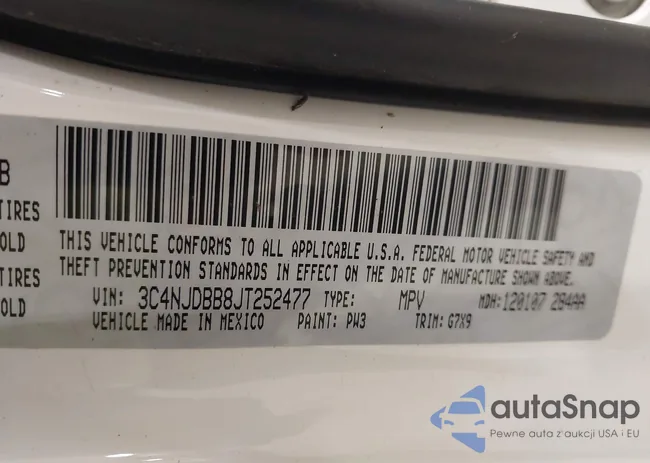 B
TIRES
OLD
TIRES
OLD
THIS VEHICLE CONFORMS TO ALL APPLICABLE U.S.A. FEDERAL MOTOR VEHICLE SAFETY AND
THEFT PREVENTION STANDARDS IN EFFECT ON THE DATE OF MANUFACTURE SHOWN ABOVE.
VIN: 3C4NJDBB8JT252477 TYPE: MPV MDH: 120107 284AA
VEHICLE MADE IN MEXICO PAINT: PW3 TRIM: G7X9
autaSnap
Pewne auta z aukcji USA i EU